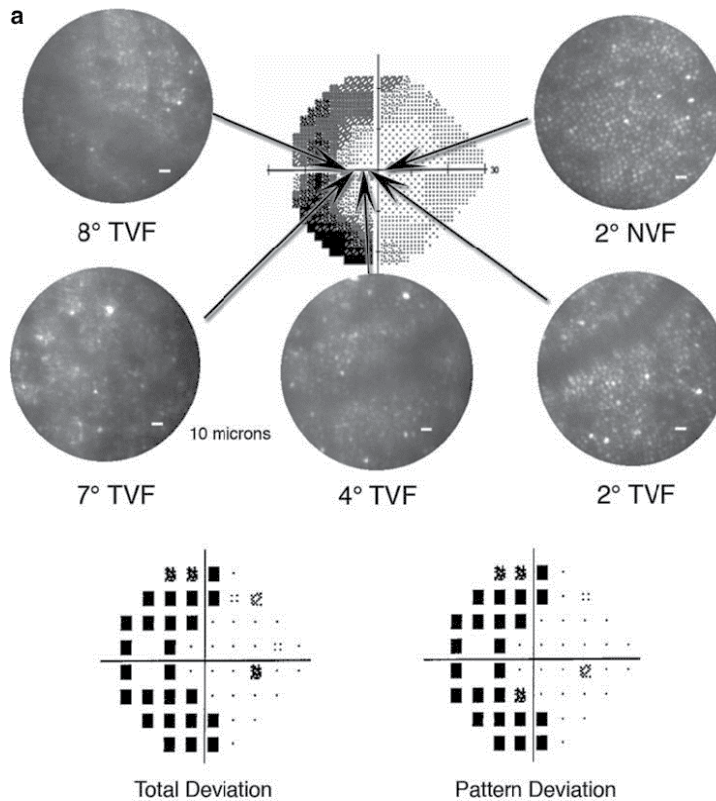 a
30
8° TVF
2° NVF
10 microns
7° TVF
4° TVF
2° TVF
Total Deviation
Pattern Deviation